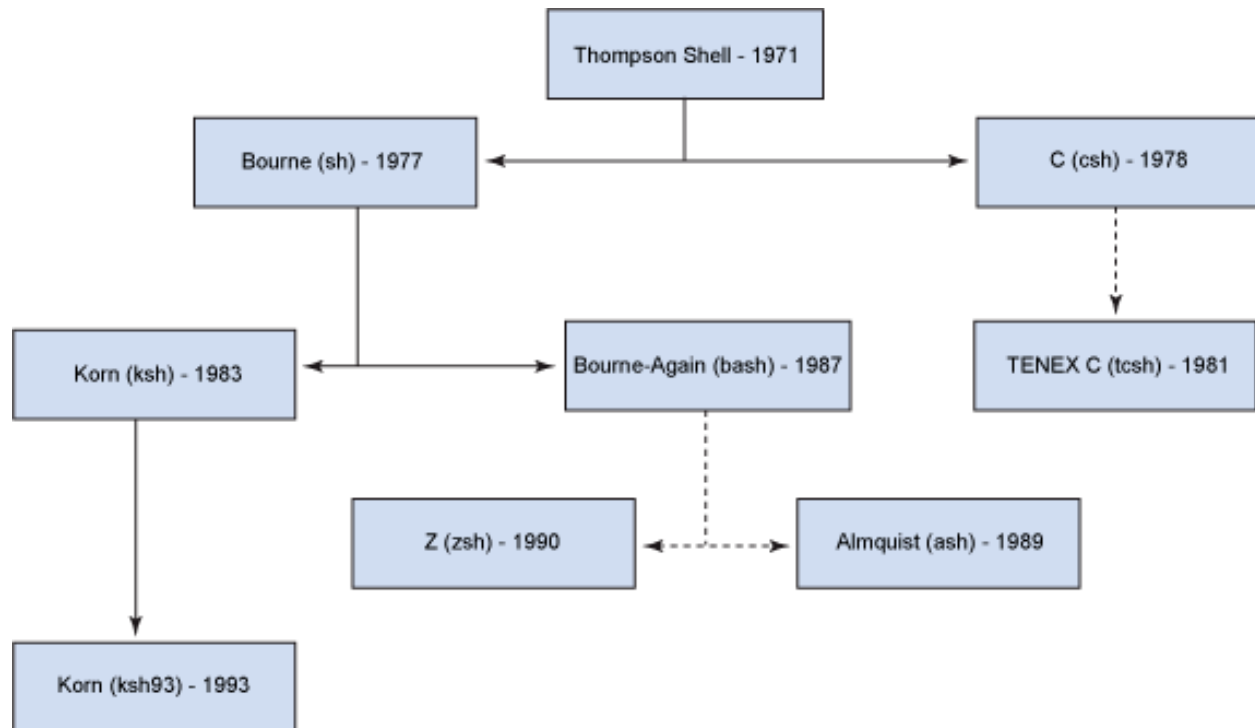 Thompson Shell - 1971
Bourne (sh) - 1977
C (csh) - 1978
Korn (ksh) - 1983
Bourne-Again (bash) - 1987
TENEX C (tcsh) - 1981
Z (zsh) - 1990
Almquist (ash) - 1989
Korn (ksh93) - 1993